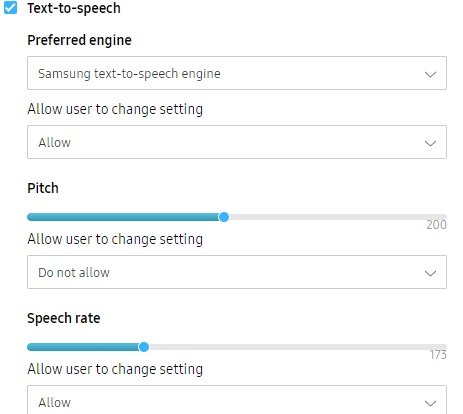 Text-to-speech
Preferred engine
Samsung text-to-speech engine
Allow user to change setting
Allow
Pitch
200
Allow user to change setting
Do not allow
Speech rate
173
Allow user to change setting
Allow